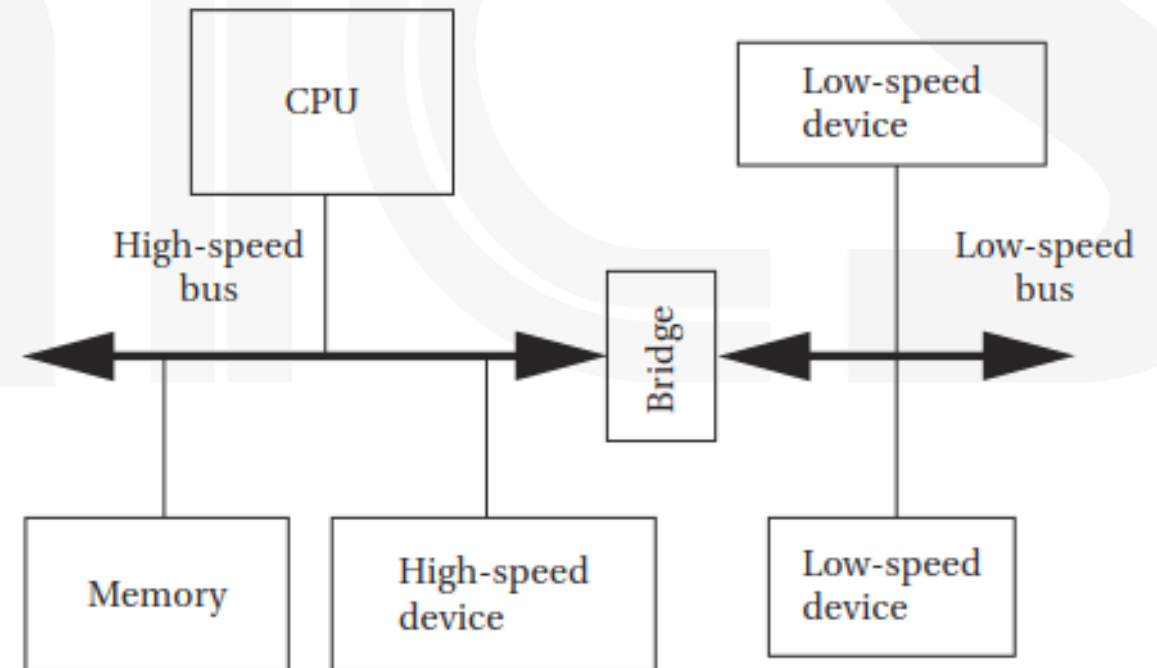 CPU
Low-speed
device
High-speed
bus
Low-speed
bus
Bridge
Memory
High-speed
device
Low-speed
device